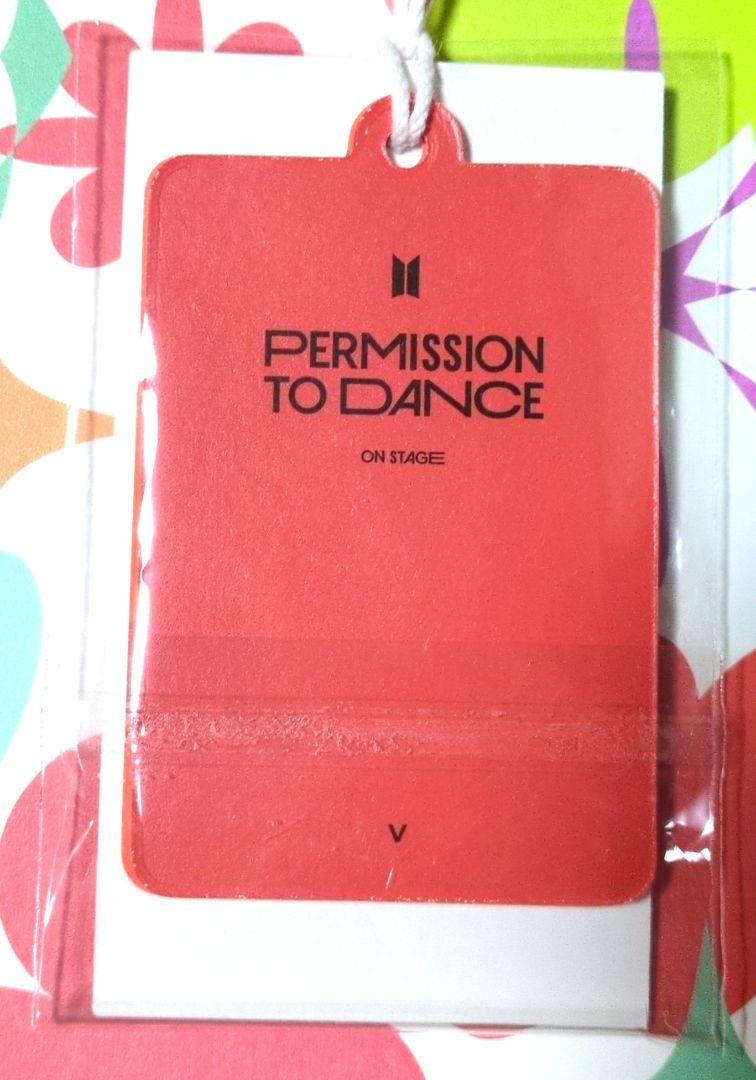 PERMISSION
TO DANCE
ON STAGE
V